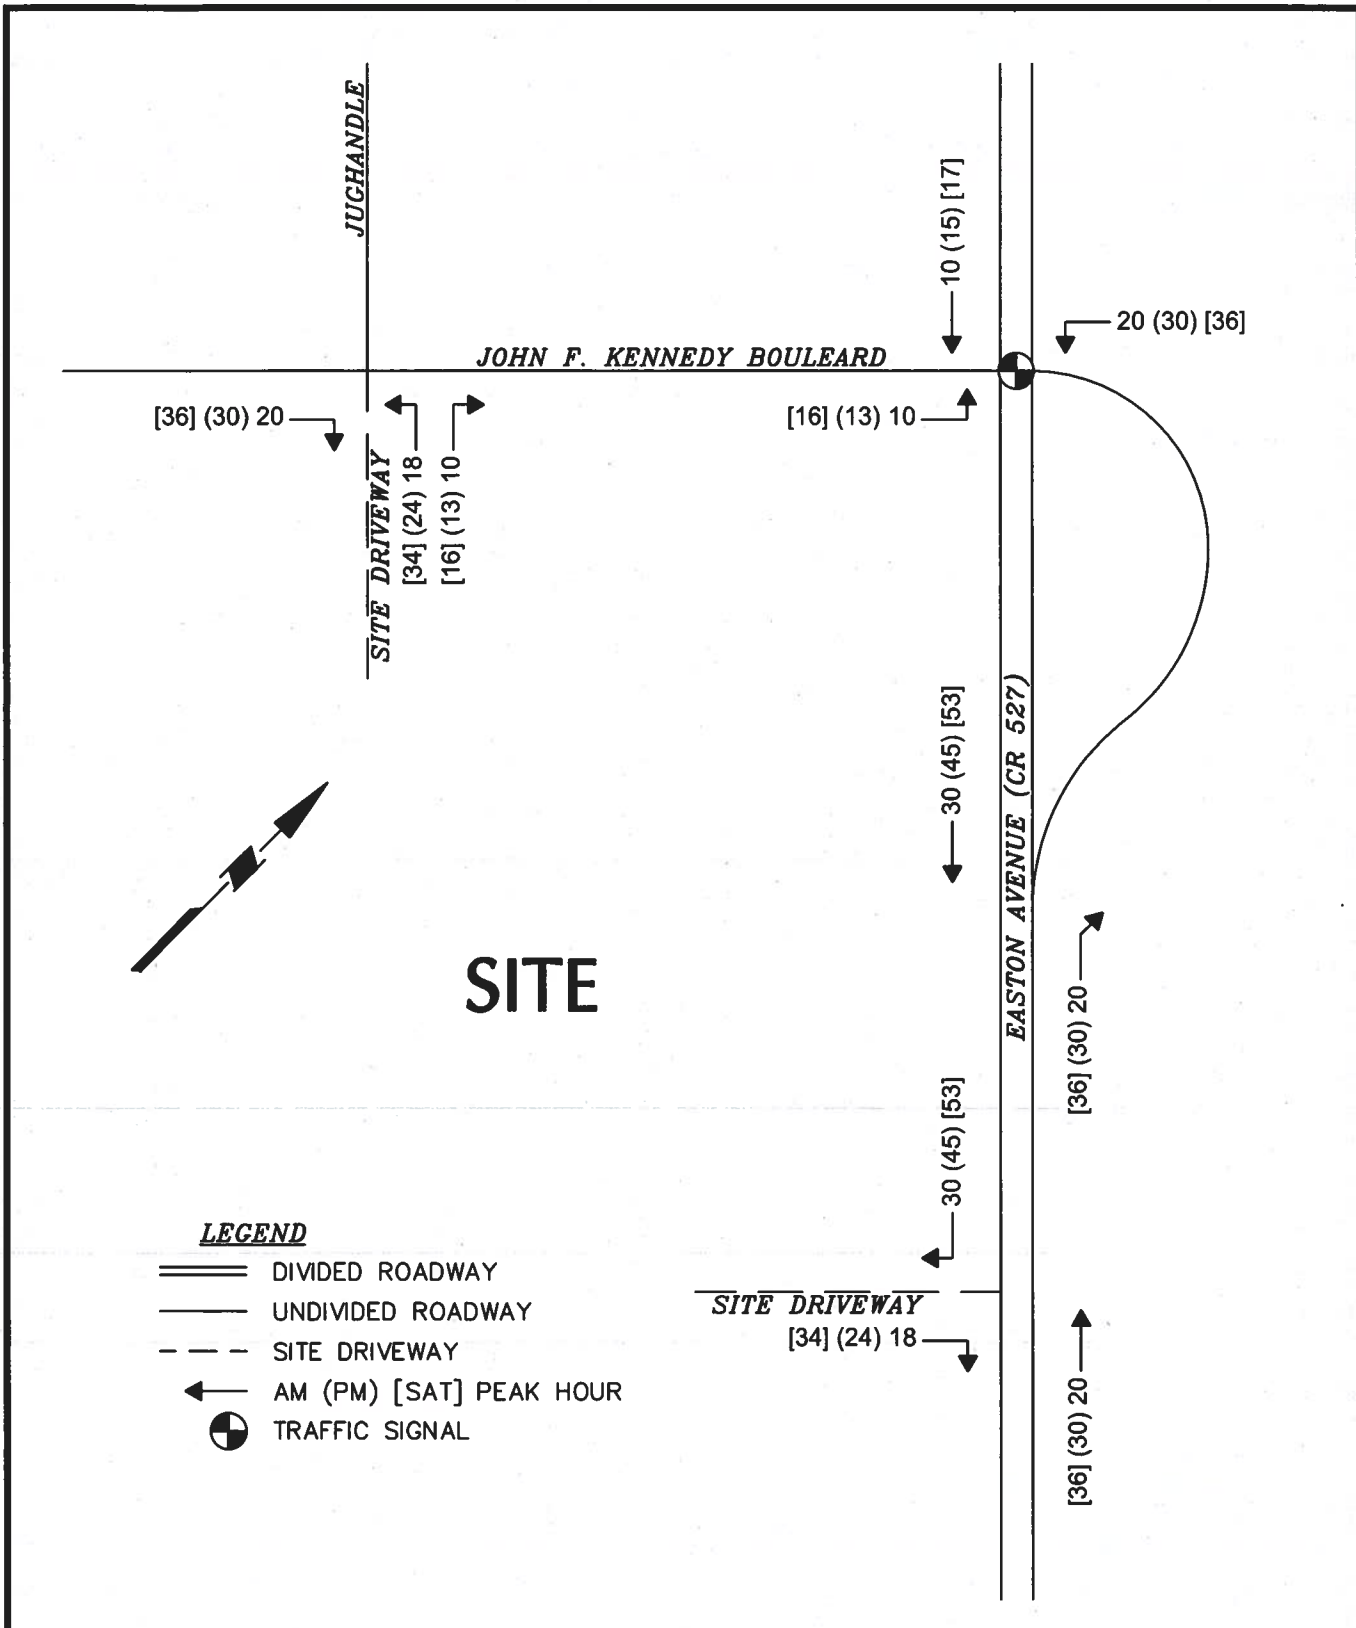 JUGHANDLE
10 (15) [17]
20 (30) [36]
JOHN F. KENNEDY BOULEARD
[36] (30) 20
[16] (13) 10
SITE DRIVEWAY
[34] (24) 18
[16] (13) 10
30 (45) [53]
EASTON AVENUE (CR 527)
SITE
[36] (30) 20
30 (45) [53]
SITE DRIVEWAY
[34] (24) 18
[36] (30) 20
LEGEND
DIVIDED ROADWAY
UNDIVIDED ROADWAY
SITE DRIVEWAY
AM (PM) [SAT] PEAK HOUR
TRAFFIC SIGNAL